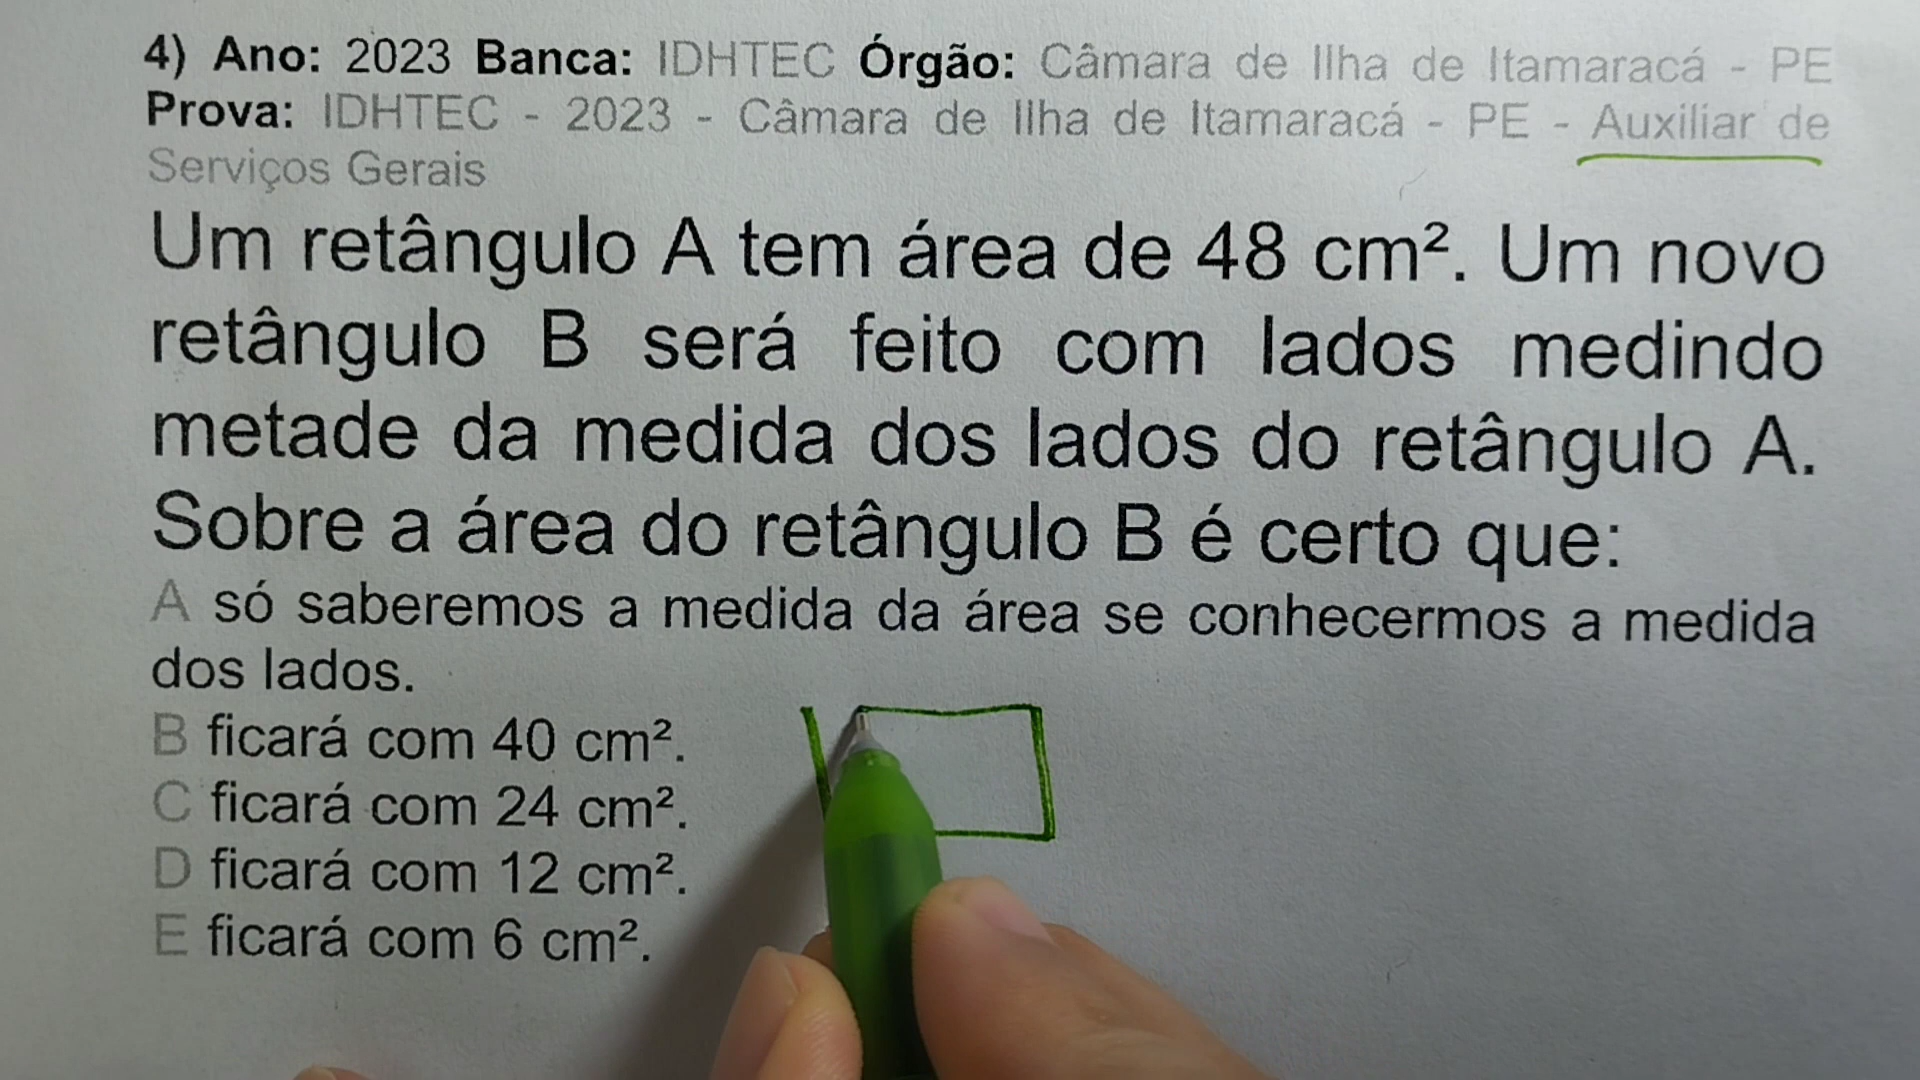 4) Ano: 2023 Banca: IDHTEC Órgão: Câmara de Ilha de Itamaracá - PE
Prova: IDHTEC - 2023 - Câmara de Ilha de Itamaracá - PE - Auxiliar de
Serviços Gerais
Um retângulo A tem área de 48 cm². Um novo
retângulo B será feito com lados medindo
metade da medida dos lados do retângulo A.
Sobre a área do retângulo B é certo que:
A só saberemos a medida da área se conhecermos a medida
dos lados.
B ficará com 40 cm².
C ficará com 24 cm².
D ficará com 12 cm².
E ficará com 6 cm².